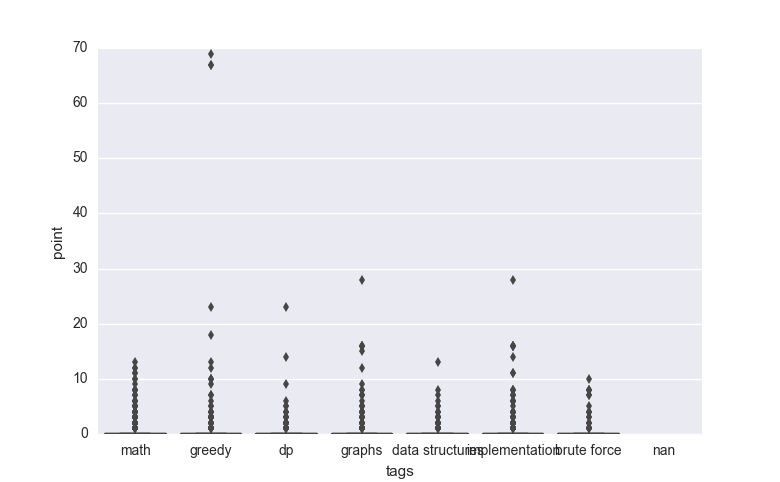 70
60
50
40
30
20
10
0
point
math greedy dp graphs data structures implementation brute force nan
tags